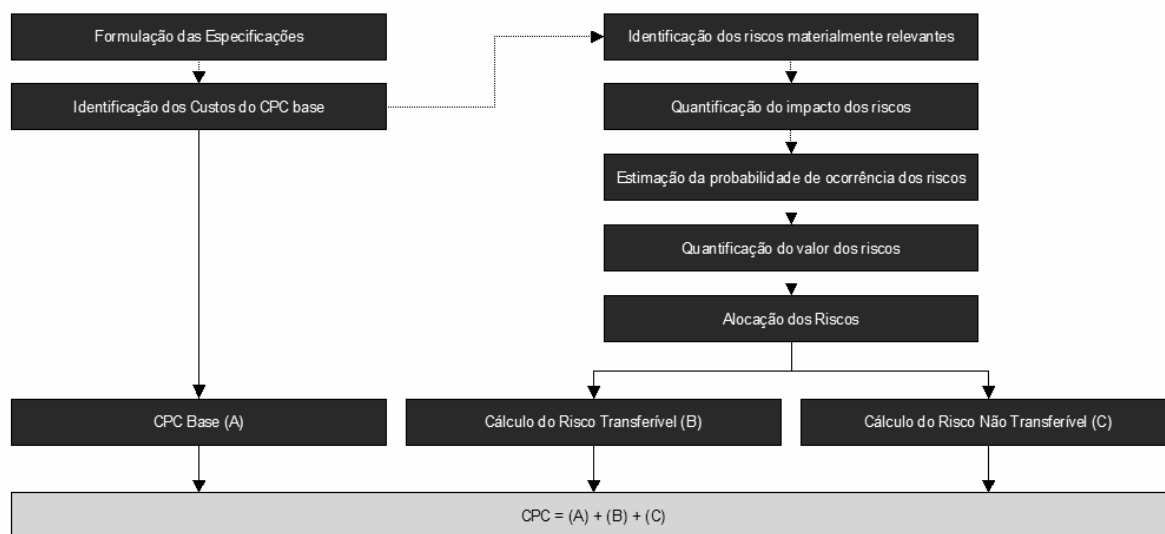 Formulação das Especificações
Identificação dos Custos do CPC base
Identificação dos riscos materialmente relevantes
Quantificação do impacto dos riscos
Estimação da probabilidade de ocorrência dos riscos
Quantificação do valor dos riscos
Alocação dos Riscos
CPC Base (A)
Cálculo do Risco Transferível (B)
Cálculo do Risco Não Transferível (C)
CPC = (A) + (B) + (C)